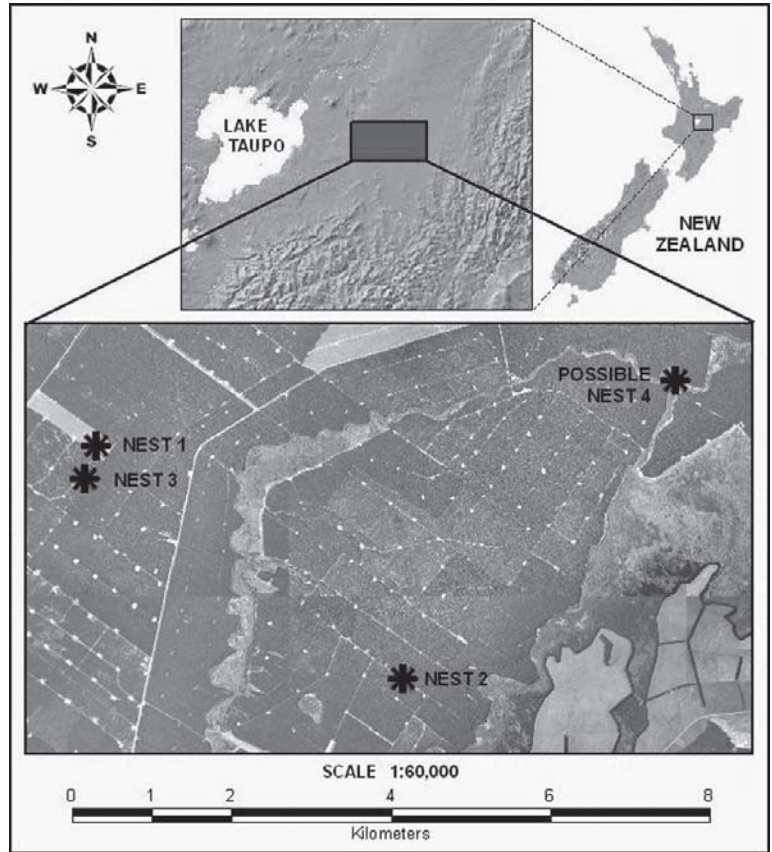 N
W E
S
LAKE
TAUPO
NEW
ZEALAND
POSSIBLE
NEST 4
NEST 1
NEST 3
NEST 2
SCALE 1:60,000
0 1 2 4 6 8
Kilometers